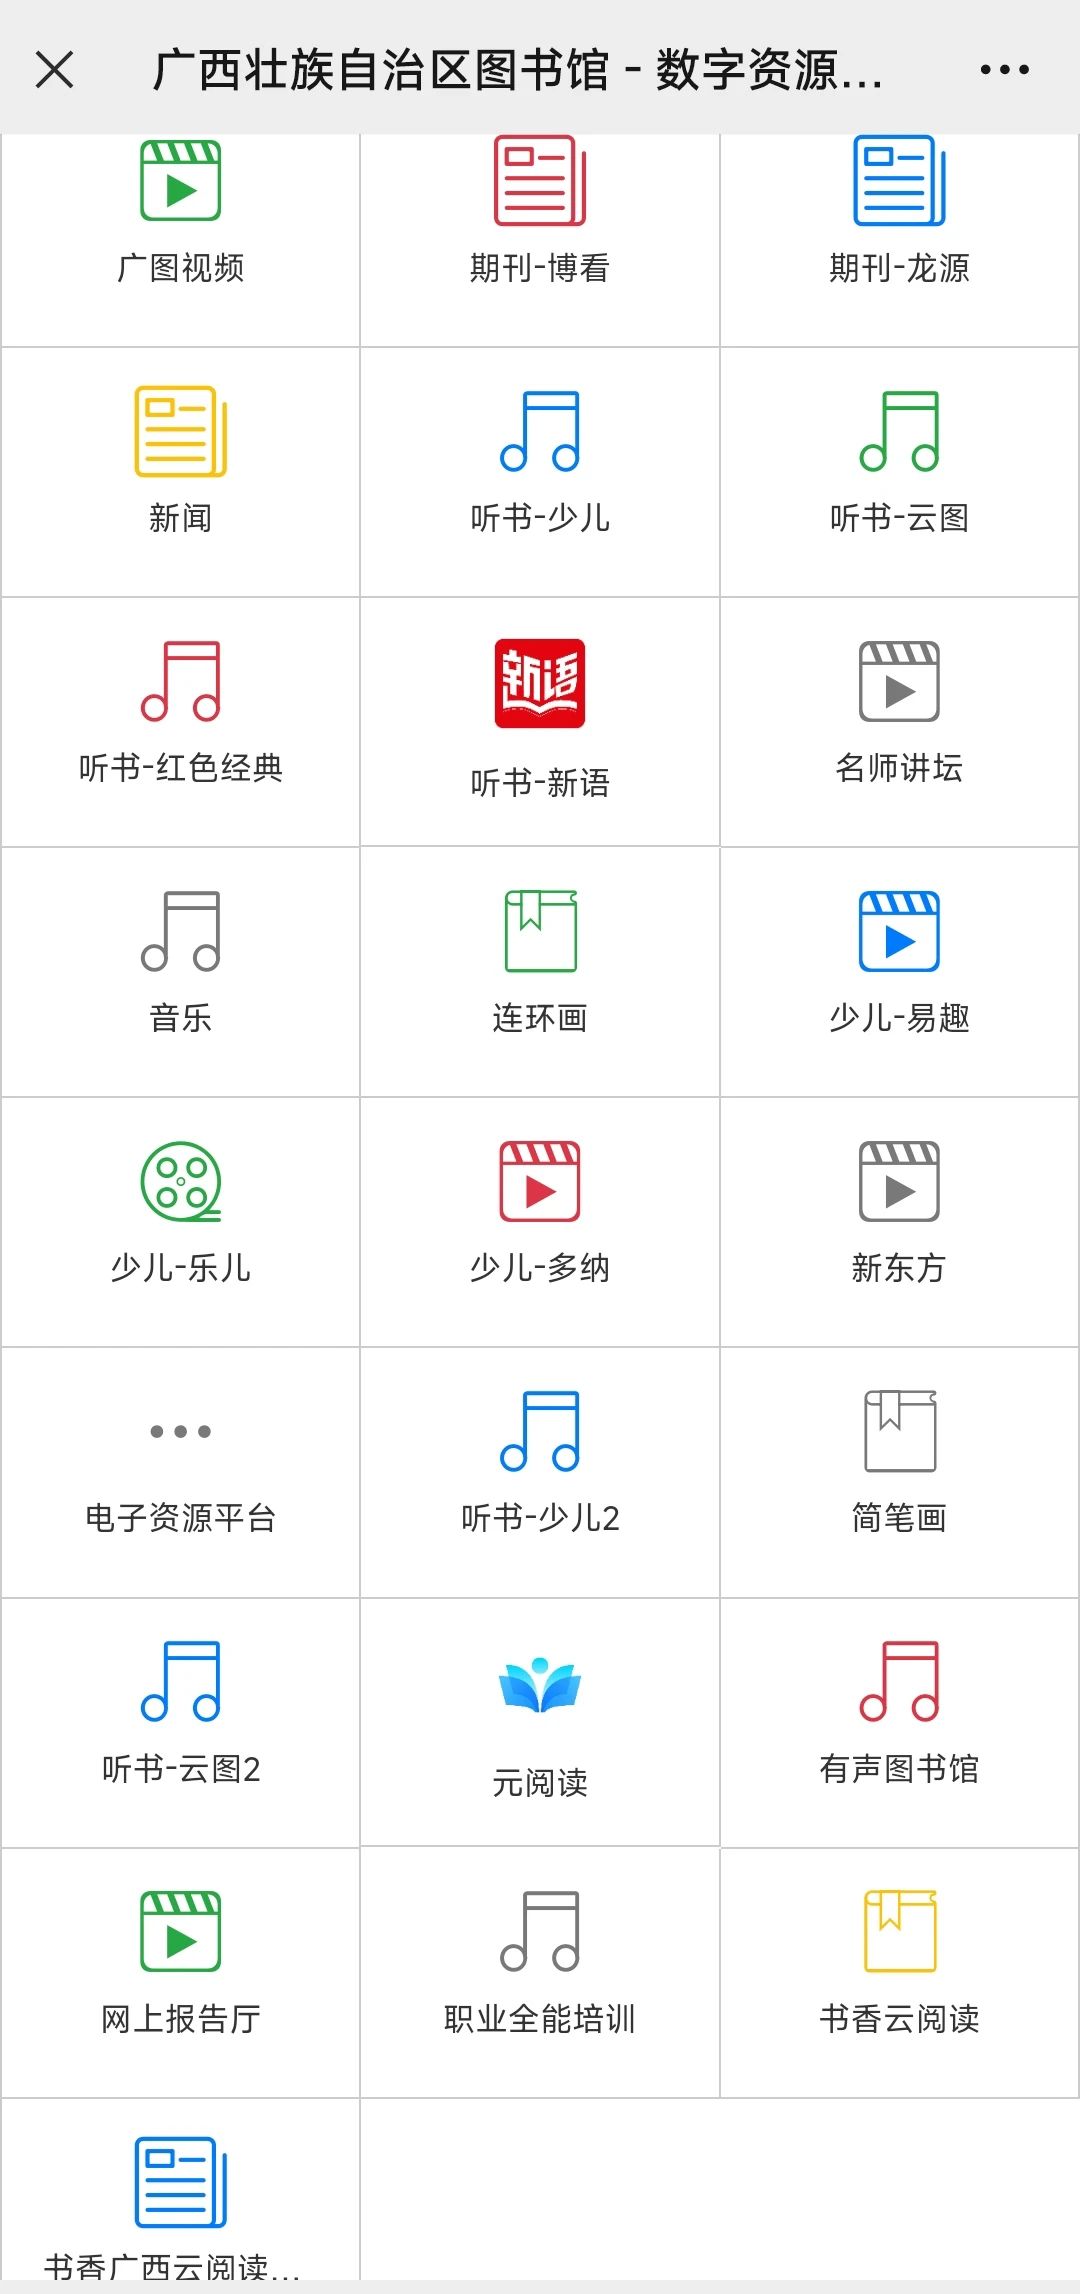 广西壮族自治区图书馆 - 数字资源...
广图视频
期刊-博看
期刊-龙源
新闻
听书-少儿
听书-云图
听书-红色经典
新语
听书-新语
名师讲坛
音乐
连环画
少儿-易趣
少儿-乐儿
少儿-多纳
新东方
电子资源平台
听书-少儿2
简笔画
听书-云图2
元阅读
有声图书馆
网上报告厅
职业全能培训
书香云阅读
书香广西云阅读...